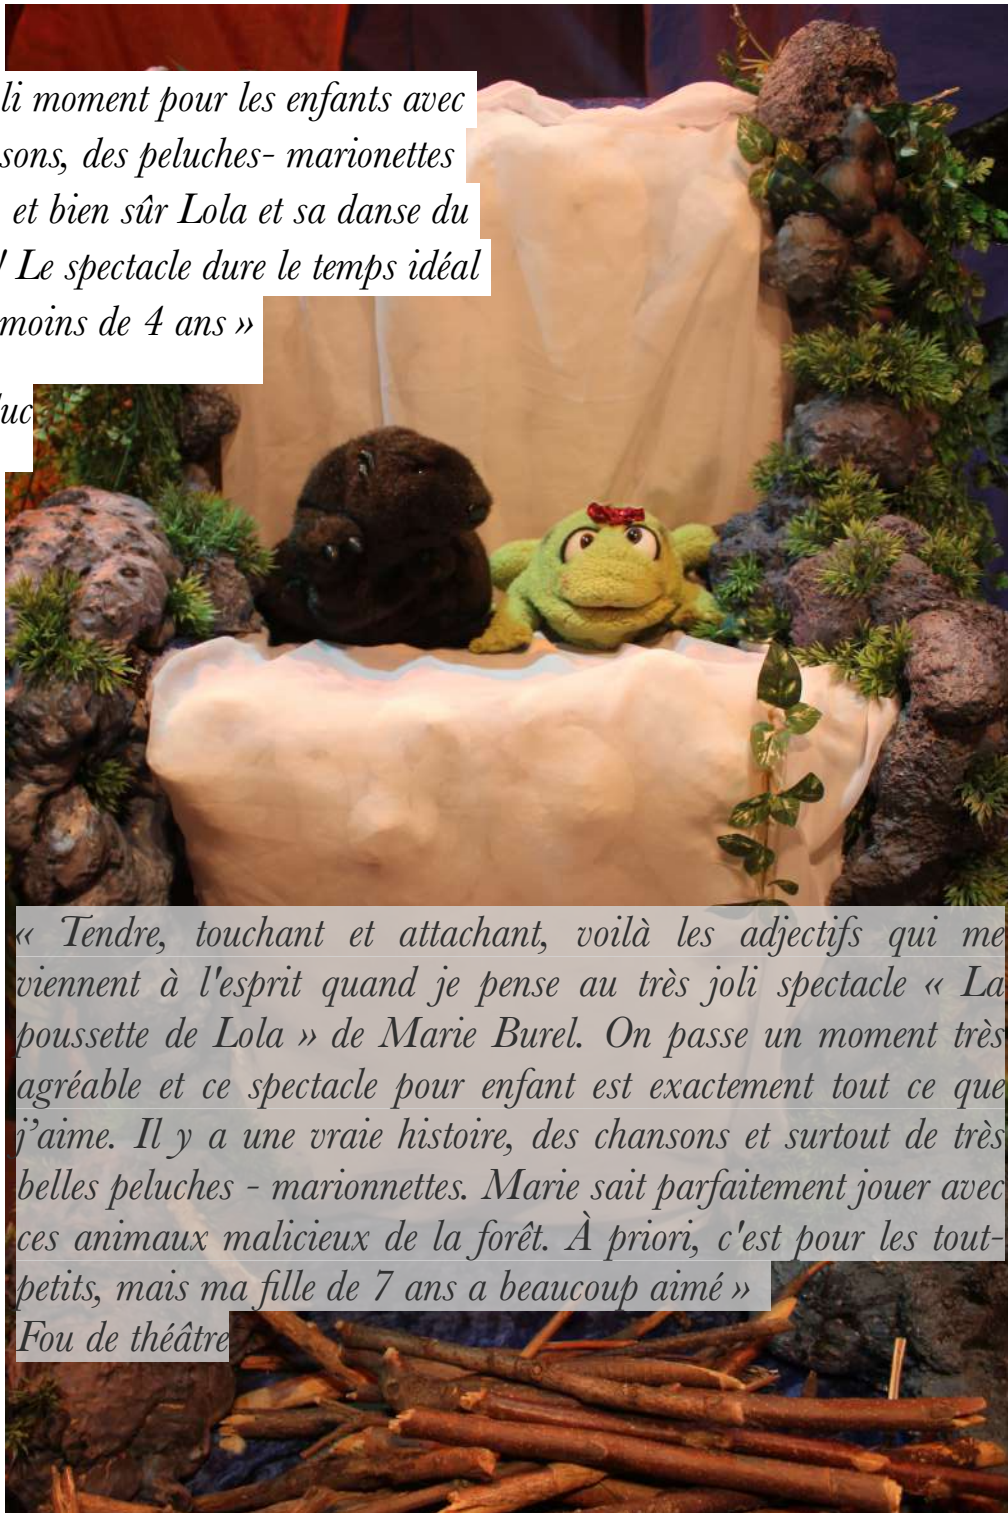 li moment pour les enfants avec
sons, des peluches- marionettes
et bien sûr Lola et sa danse du
! Le spectacle dure le temps idéal
moins de 4 ans »
luc
« Tendre, touchant et attachant, voilà les adjectifs qui me
viennent à l'esprit quand je pense au très joli spectacle « La
poussette de Lola » de Marie Burel. On passe un moment très
agréable et ce spectacle pour enfant est exactement tout ce que
j’aime. Il y a une vraie histoire, des chansons et surtout de très
belles peluches - marionnettes. Marie sait parfaitement jouer avec
ces animaux malicieux de la forêt. À priori, c'est pour les tout-
petits, mais ma fille de 7 ans a beaucoup aimé »
Fou de théâtre